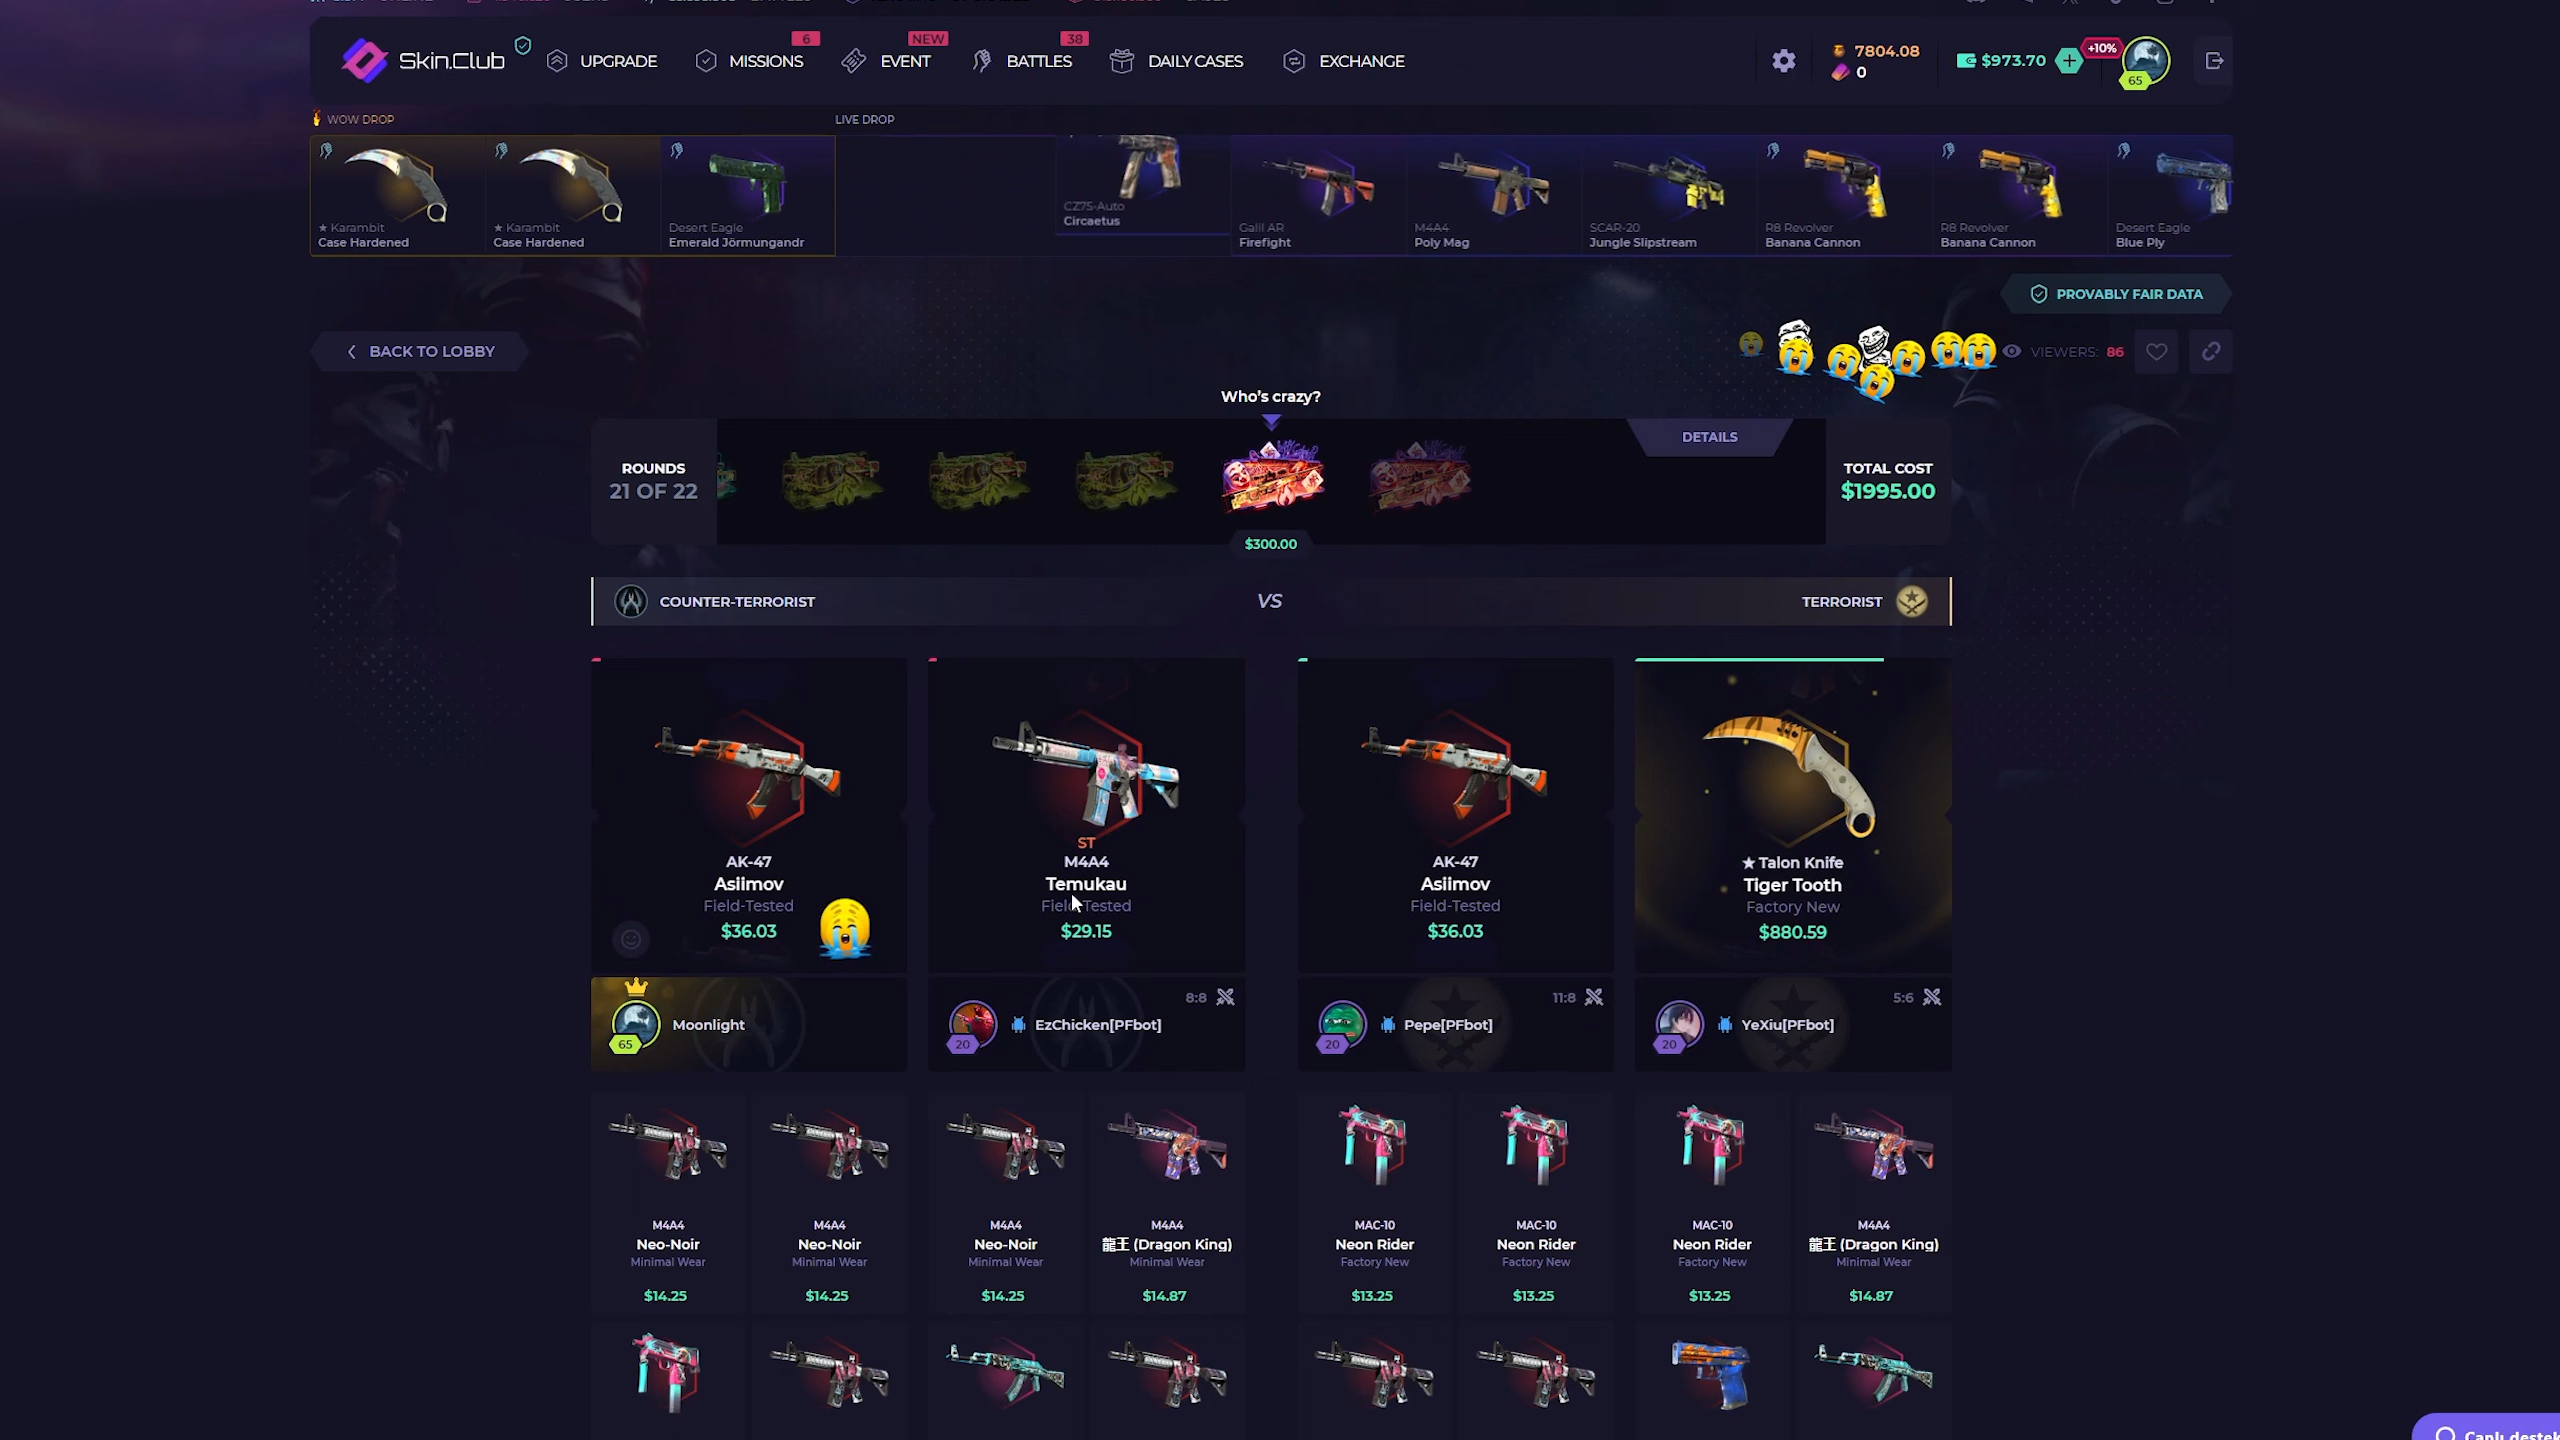 Skin.Club
UPGRADE
6
MISSIONS
NEW
EVENT
38
BATTLES
DAILY CASES
EXCHANGE
7804.08
0
$973.70
+10%
65
WOW DROP
LIVE DROP
★ Karambit
Case Hardened
★ Karambit
Case Hardened
Desert Eagle
Emerald Jörmungandr
CZ75-Auto
Circaetus
Galil AR
Firefight
M4A4
Poly Mag
SCAR-20
Jungle Slipstream
R8 Revolver
Banana Cannon
R8 Revolver
Banana Cannon
Desert Eagle
Blue Ply
PROVABLY FAIR DATA
BACK TO LOBBY
VIEWERS: 86
Who's crazy?
ROUNDS
21 OF 22
DETAILS
TOTAL COST
$1995.00
$300.00
COUNTER-TERRORIST
VS
TERRORIST
AK-47
Asiimov
Field-Tested
$36.03
ST
M4A4
Temukau
Field-Tested
$29.15
AK-47
Asiimov
Field-Tested
$36.03
★ Talon Knife
Tiger Tooth
Factory New
$880.59
65
Moonlight
20
EzChicken[PFbot]
8:8
20
Pepe[PFbot]
11:8
20
YeXiu[PFbot]
5:6
M4A4
Neo-Noir
Minimal Wear
$14.25
M4A4
Neo-Noir
Minimal Wear
$14.25
M4A4
Neo-Noir
Minimal Wear
$14.25
M4A4
龍王 (Dragon King)
Minimal Wear
$14.87
MAC-10
Neon Rider
Factory New
$13.25
MAC-10
Neon Rider
Factory New
$13.25
MAC-10
Neon Rider
Factory New
$13.25
M4A4
龍王 (Dragon King)
Minimal Wear
$14.87
Canlı destek